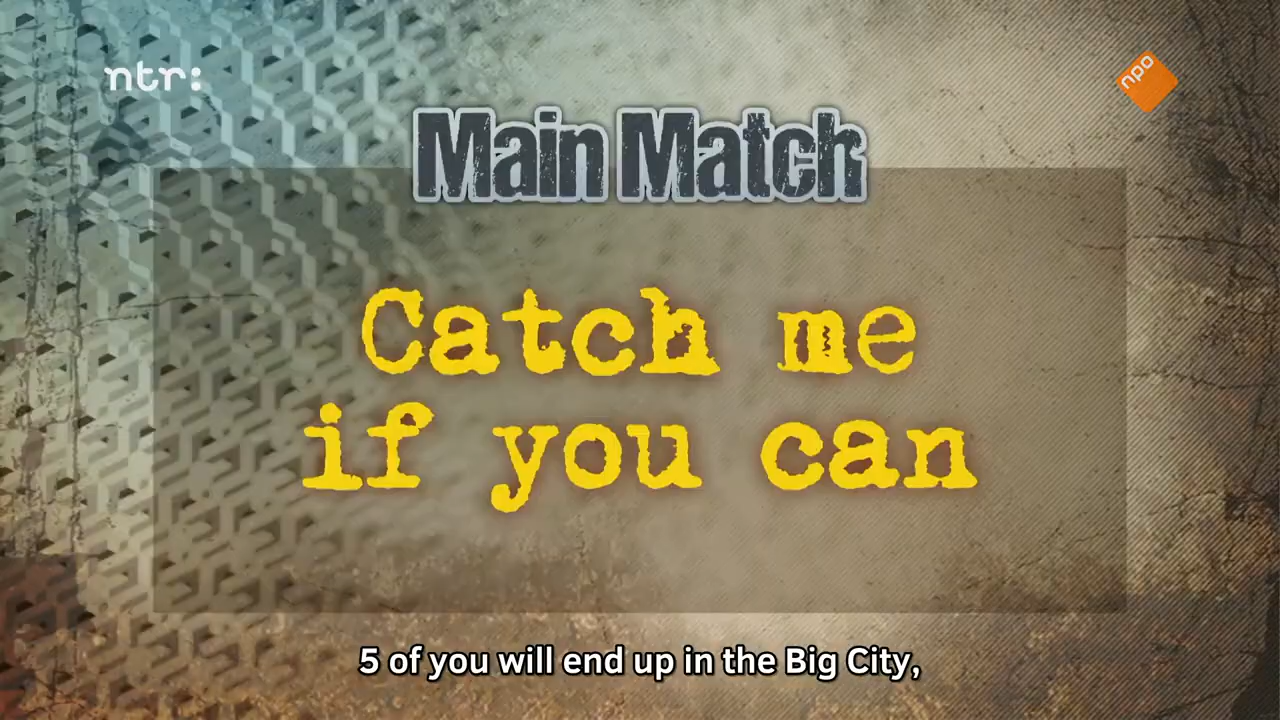 ntr:
npo
Main Match
Catch me
if you can
5 of you will end up in the Big City,